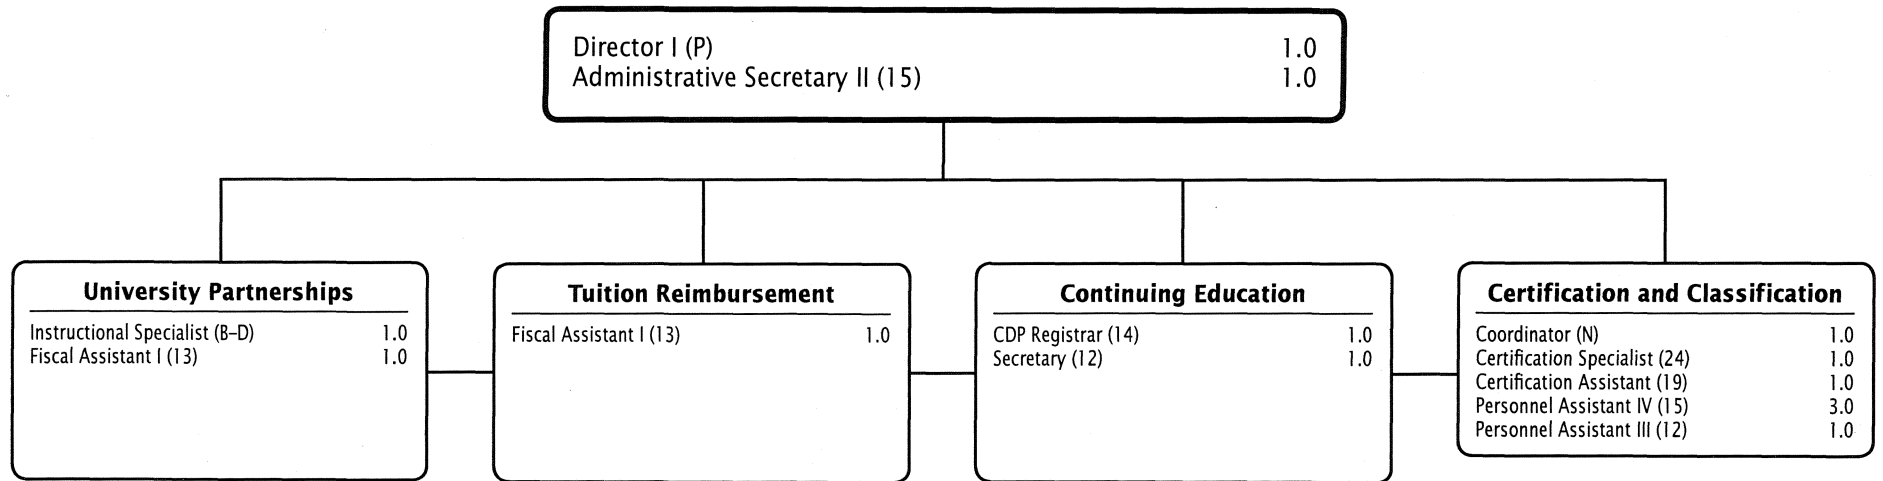 Director I (P) 1.0
Administrative Secretary II (15) 1.0
University Partnerships
Instructional Specialist (B–D) 1.0
Fiscal Assistant I (13) 1.0
Tuition Reimbursement
Fiscal Assistant I (13) 1.0
Continuing Education
CDP Registrar (14) 1.0
Secretary (12) 1.0
Certification and Classification
Coordinator (N) 1.0
Certification Specialist (24) 1.0
Certification Assistant (19) 1.0
Personnel Assistant IV (15) 3.0
Personnel Assistant III (12) 1.0